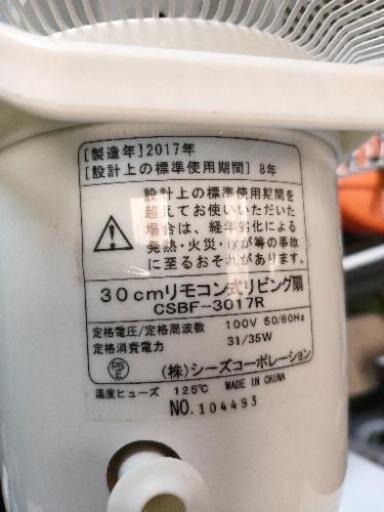 [製造年]2017年
[設計上の標準使用期間] 8年
設計上の標準使用期間を
超えてお使いいただいた
場合は、経年劣化による
発熱・火災・けが等の事故
に至るおそれがあります。
30cmリモコン式リビング扇
CSBF-3017R
定格電圧/定格周波数 100V 50/60Hz
定格消費電力 31/35W
PSE
(株)シーズコーポレーション
温度ヒューズ 125℃ MADE IN CHINA
NO.104493